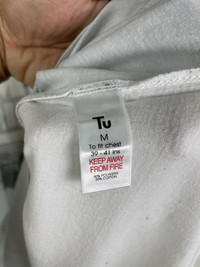 Tu
M
To fit chest
39 - 41 ins
KEEP AWAY
FROM FIRE